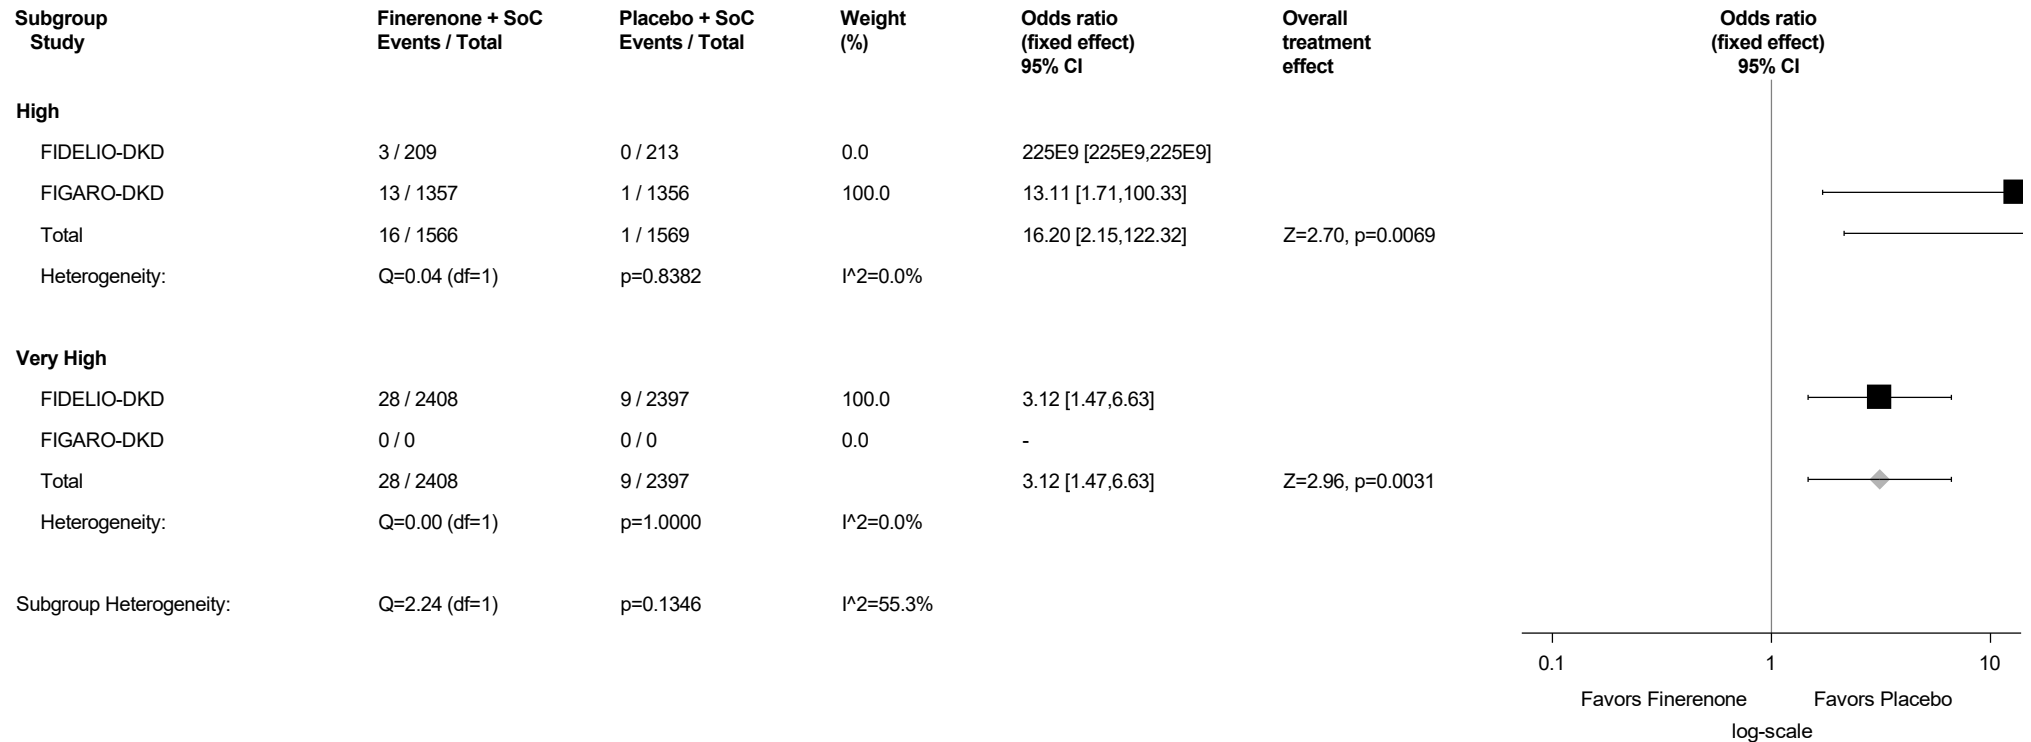 Subgroup Finerenone + SoC Placebo + SoC Weight Odds ratio Overall Odds ratio
Study Events / Total Events / Total (%) (fixed effect) treatment (fixed effect)
95% CI effect 95% CI
High
FIDELIO-DKD 3 / 209 0 / 213 0.0 225E9 [225E9,225E9]
FIGARO-DKD 13 / 1357 1 / 1356 100.0 13.11 [1.71,100.33]
Total 16 / 1566 1 / 1569 16.20 [2.15,122.32] Z=2.70, p=0.0069
Heterogeneity: Q=0.04 (df=1) p=0.8382 I^2=0.0%
Very High
FIDELIO-DKD 28 / 2408 9 / 2397 100.0 3.12 [1.47,6.63]
FIGARO-DKD 0 / 0 0 / 0 0.0 -
Total 28 / 2408 9 / 2397 3.12 [1.47,6.63] Z=2.96, p=0.0031
Heterogeneity: Q=0.00 (df=1) p=1.0000 I^2=0.0%
Subgroup Heterogeneity: Q=2.24 (df=1) p=0.1346 I^2=55.3%
0.1 1 10
Favors Finerenone Favors Placebo
log-scale